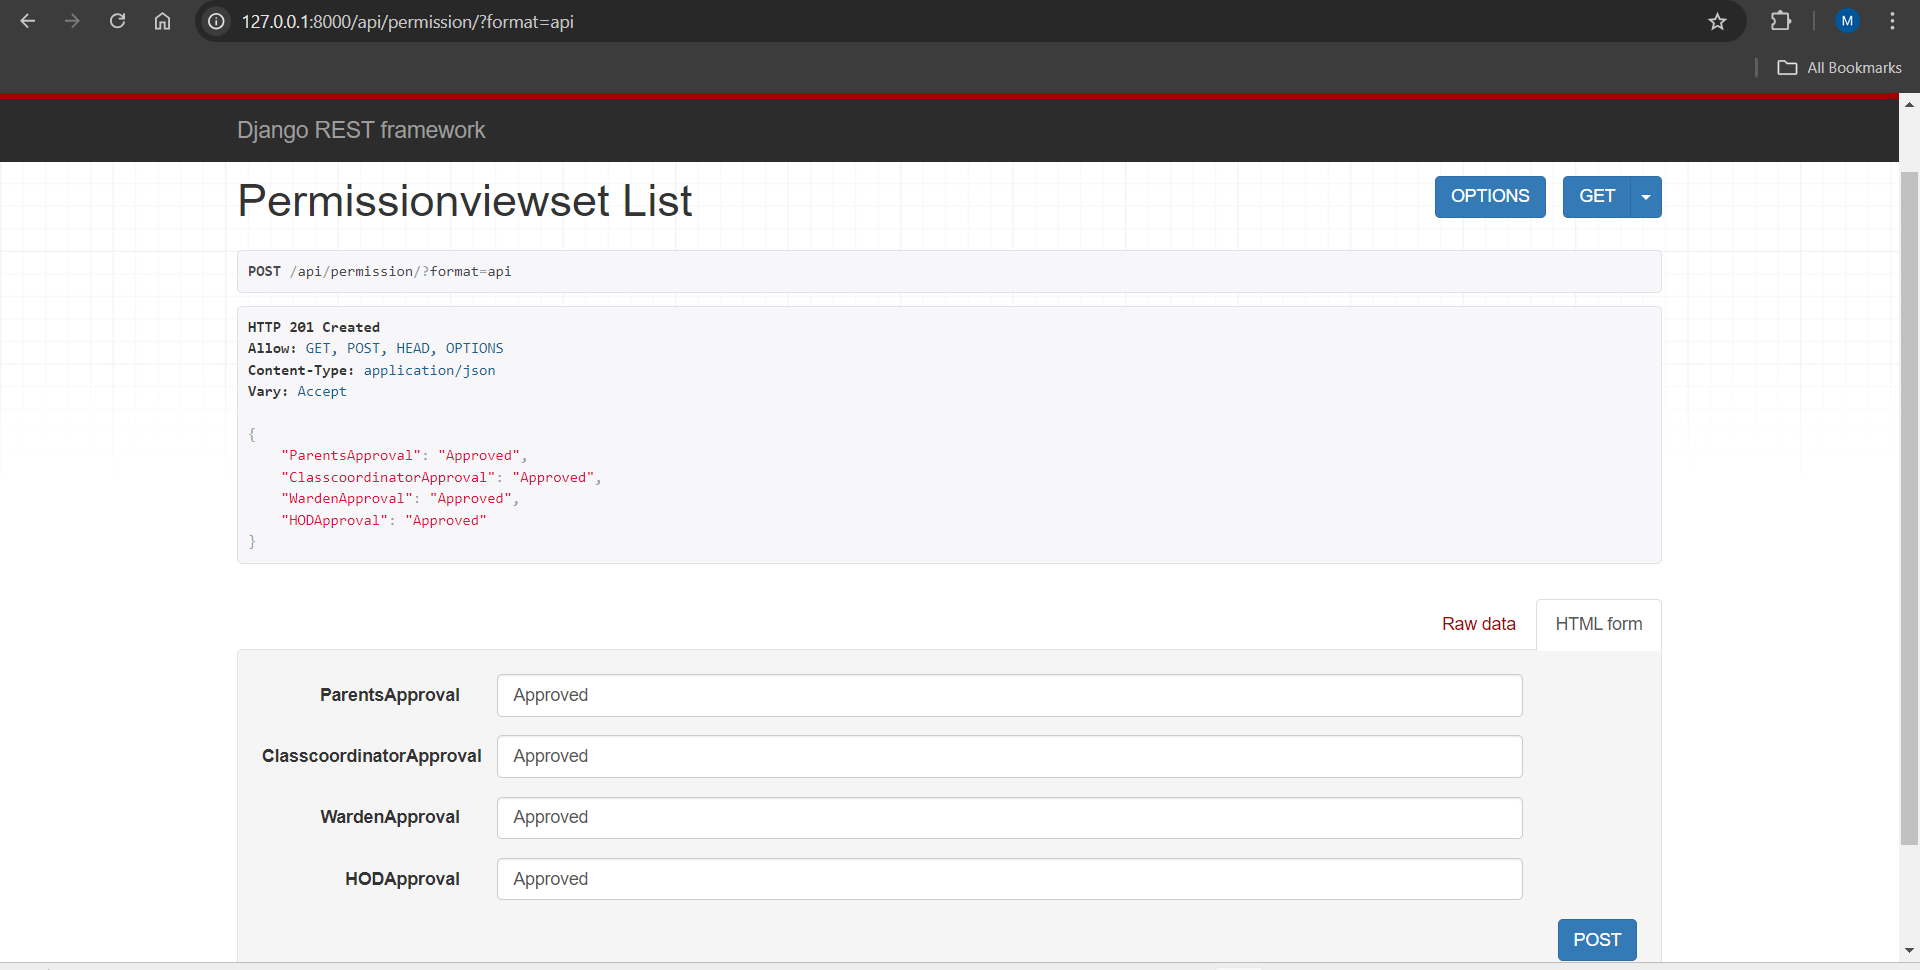 127.0.0.1:8000/api/permission/?format=api
M
All Bookmarks
Django REST framework
Permissionviewset List
OPTIONS
GET
POST /api/permission/?format=api
HTTP 201 Created
Allow: GET, POST, HEAD, OPTIONS
Content-Type: application/json
Vary: Accept
{
"ParentsApproval": "Approved",
"ClasscoordinatorApproval": "Approved",
"WardenApproval": "Approved",
"HODApproval": "Approved"
}
Raw data
HTML form
ParentsApproval Approved
ClasscoordinatorApproval Approved
WardenApproval Approved
HODApproval Approved
POST